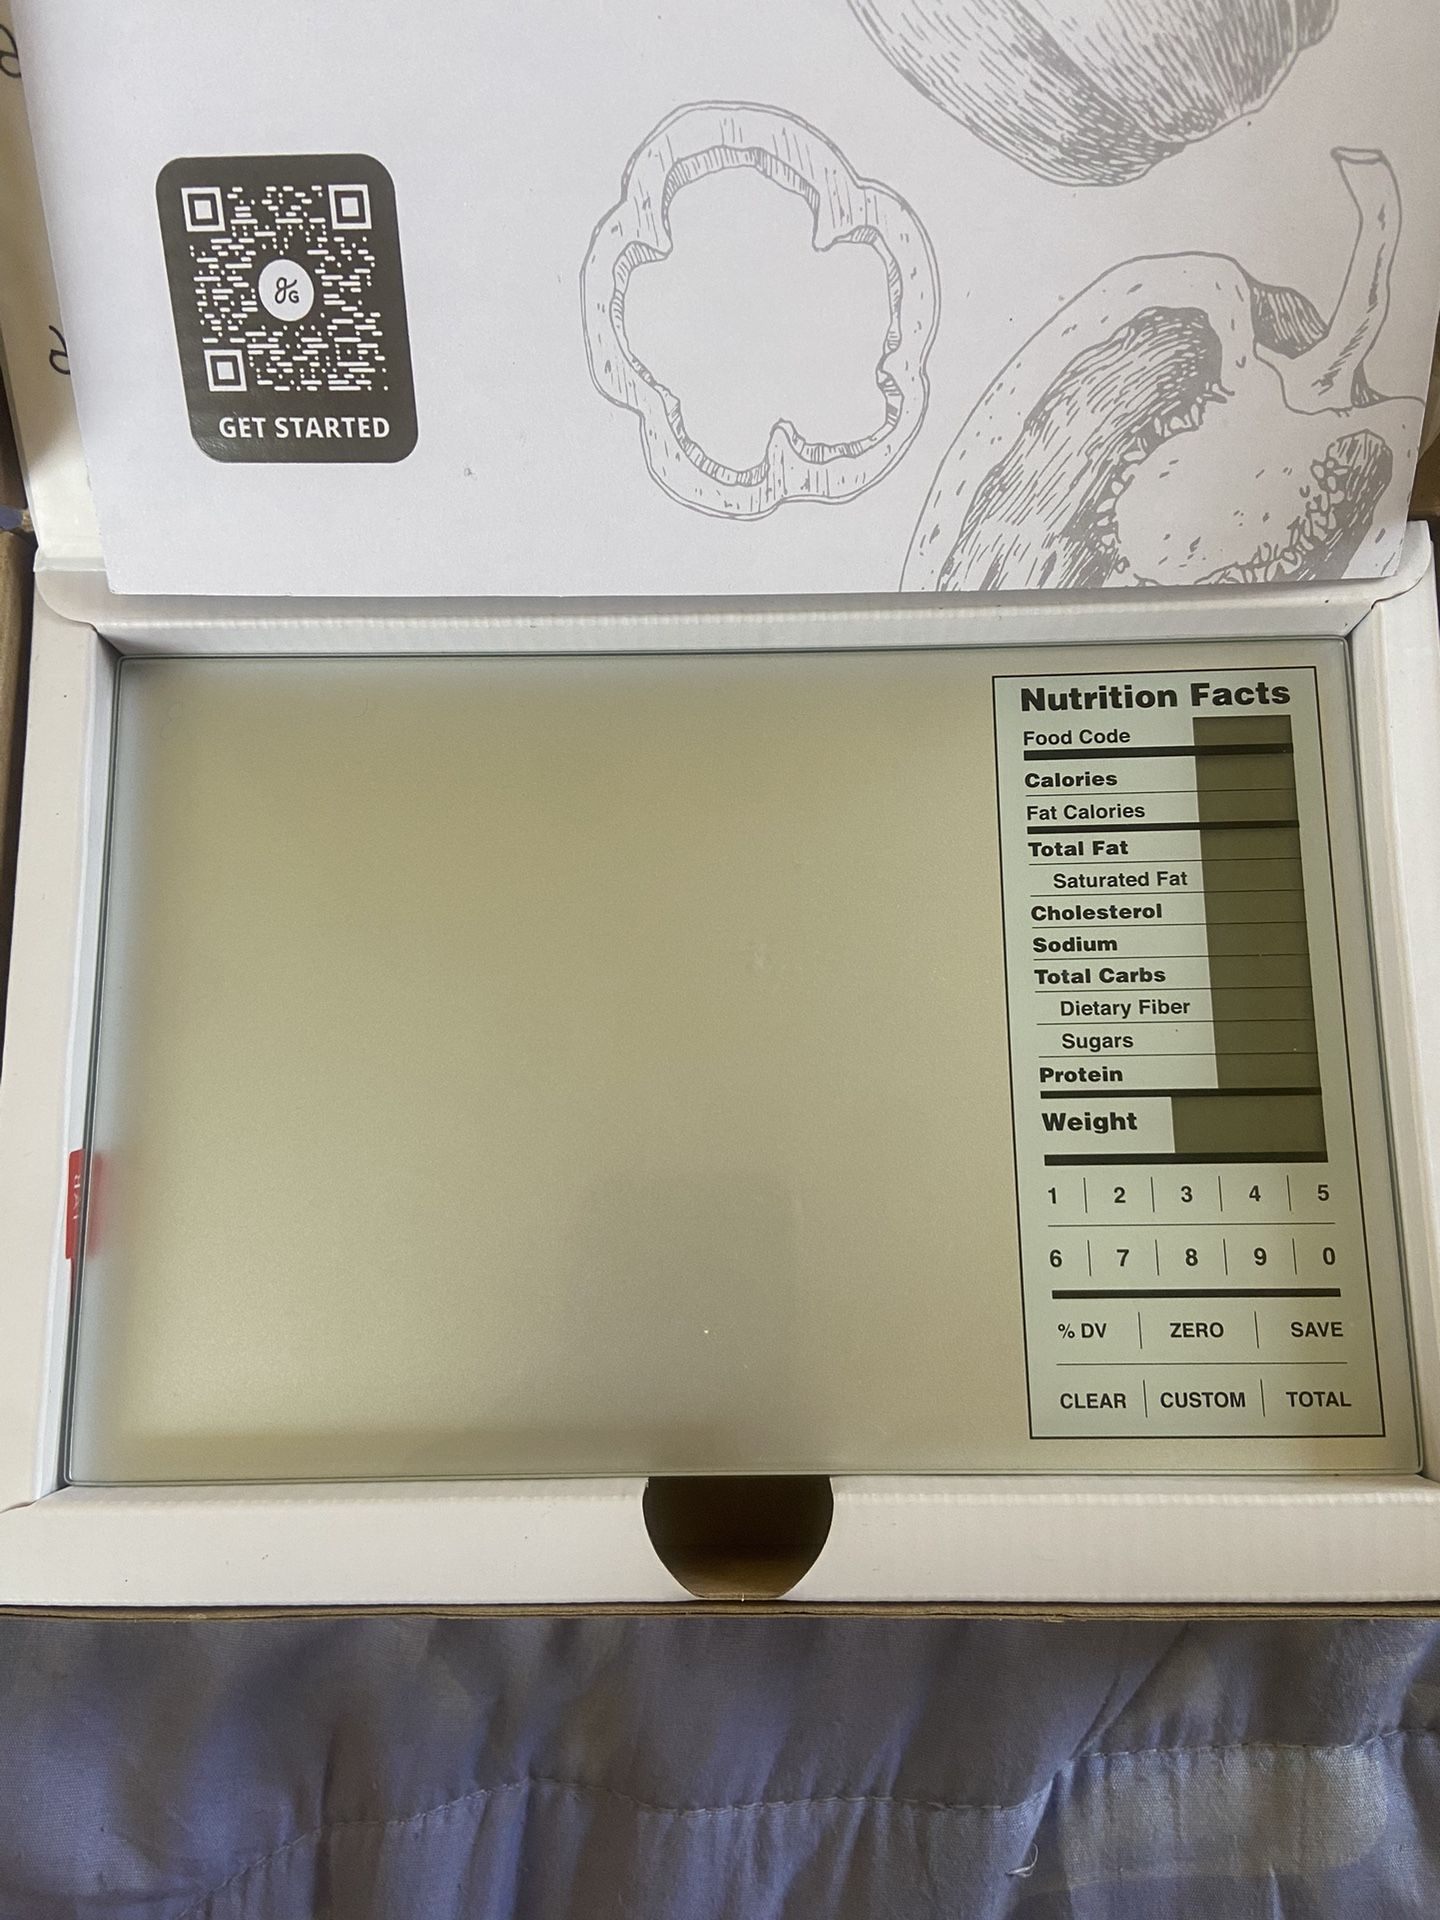 GET STARTED
Nutrition Facts
Food Code
Calories
Fat Calories
Total Fat
Saturated Fat
Cholesterol
Sodium
Total Carbs
Dietary Fiber
Sugars
Protein
Weight
1 2 3 4 5
6 7 8 9 0
% DV ZERO SAVE
CLEAR CUSTOM TOTAL